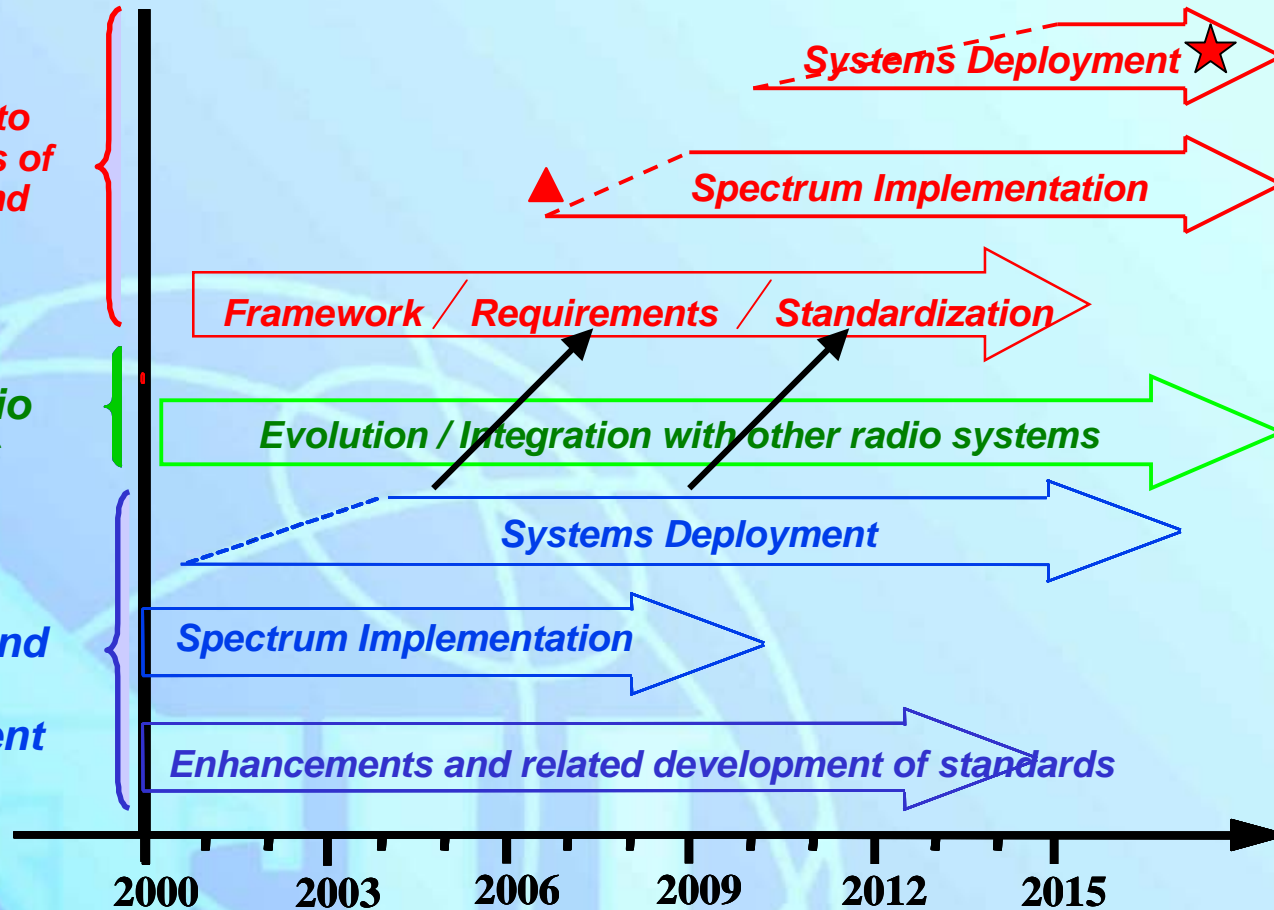 Systems Deployment
to
s of
nd
Spectrum Implementation
Framework / Requirements / Standardization
io
Evolution / Integration with other radio systems
Systems Deployment
nd
Spectrum Implementation
ent
Enhancements and related development of standards
2000 2003 2006 2009 2012 2015